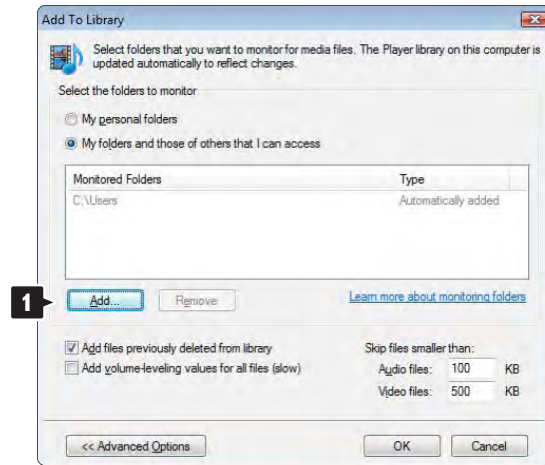 Add To Library
Select folders that you want to monitor for media files. The Player library on this computer is
updated automatically to reflect changes.
Select the folders to monitor
My personal folders
My folders and those of others that I can access
Monitored Folders Type
C:\Users Automatically added
1
Add... Remove Learn more about monitoring folders
Add files previously deleted from library Skip files smaller than:
Add volume-leveling values for all files (slow) Audio files: 100 KB
Video files: 500 KB
<< Advanced Options OK Cancel